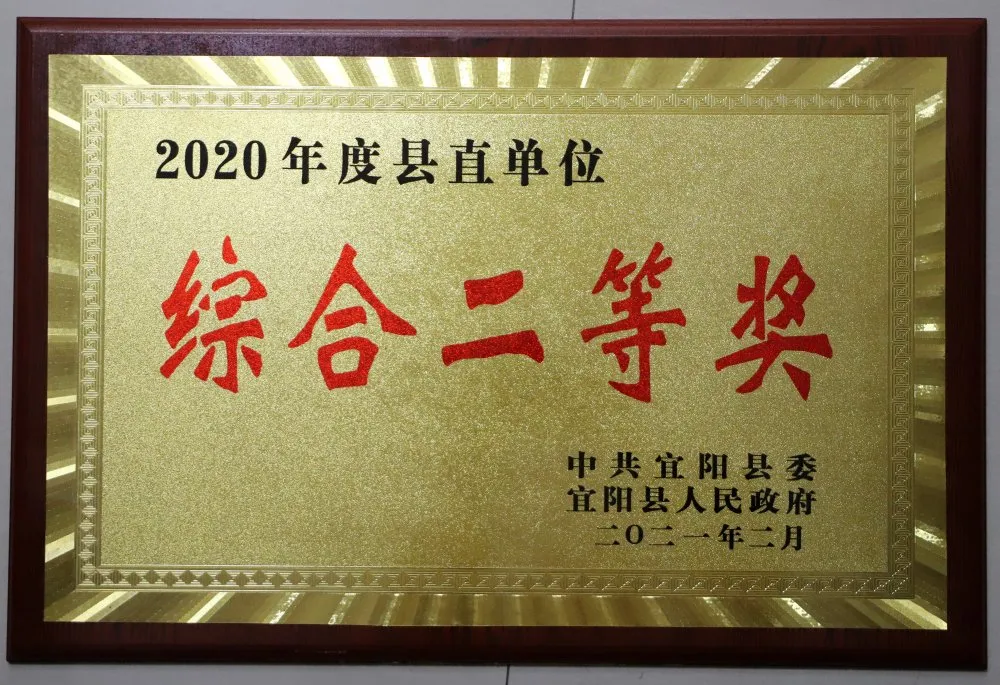 2020年度县直单位
综合二等奖
中共宜阳县委
宜阳县人民政府
二〇二一年二月